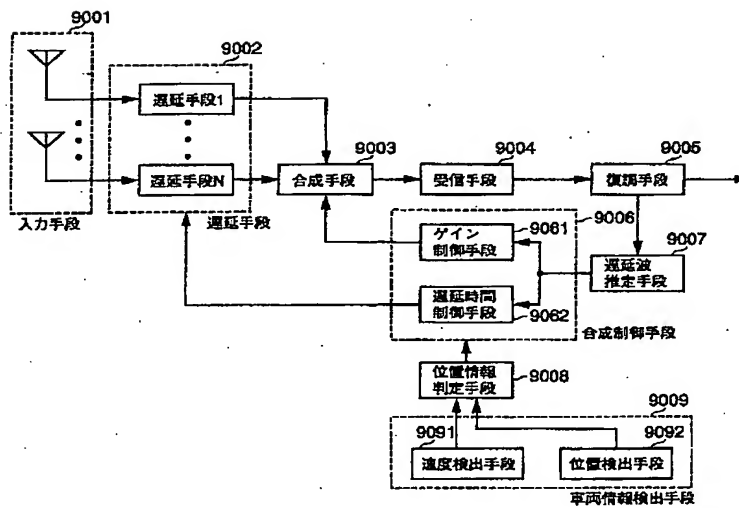 9001
9002
遅延手段1
遅延手段N
入力手段
遅延手段
9003
合成手段
9004
受信手段
9005
復調手段
9006
9061
ゲイン
制御手段
9007
遅延波
推定手段
遅延時間
制御手段
9062
合成制御手段
位置情報
判定手段
9008
9009
9091
速度検出手段
9092
位置検出手段
車両情報検出手段